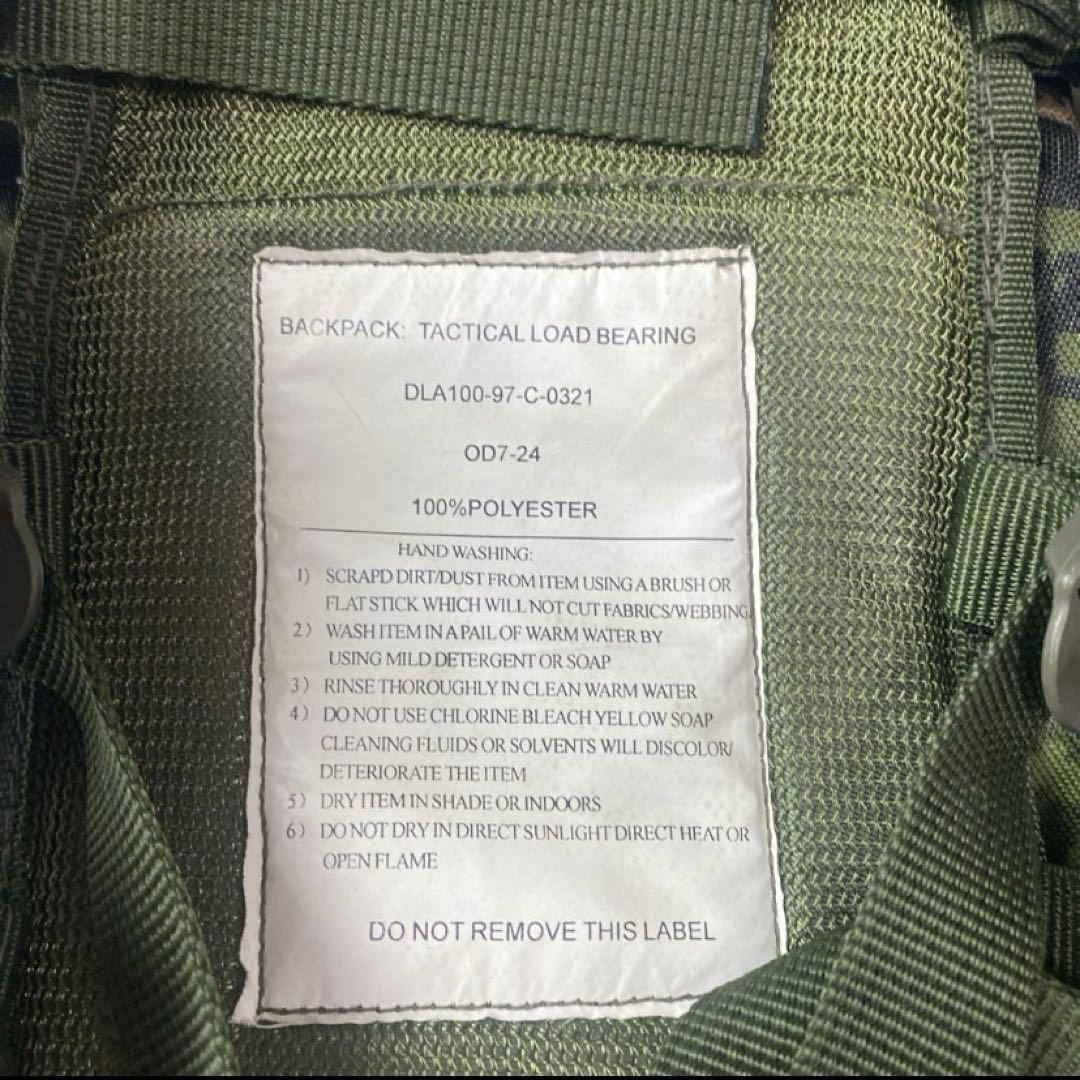 BACKPACK: TACTICAL LOAD BEARING
DLA100-97-C-0321
OD7-24
100%POLYESTER
HAND WASHING:
1) SCRAPD DIRT/DUST FROM ITEM USING A BRUSH OR
FLAT STICK WHICH WILL NOT CUT FABRICS/WEBBING
2) WASH ITEM IN A PAIL OF WARM WATER BY
USING MILD DETERGENT OR SOAP
3) RINSE THOROUGHLY IN CLEAN WARM WATER
4) DO NOT USE CHLORINE BLEACH YELLOW SOAP
CLEANING FLUIDS OR SOLVENTS WILL DISCOLOR/
DETERIORATE THE ITEM
5) DRY ITEM IN SHADE OR INDOORS
6) DO NOT DRY IN DIRECT SUNLIGHT DIRECT HEAT OR
OPEN FLAME
DO NOT REMOVE THIS LABEL